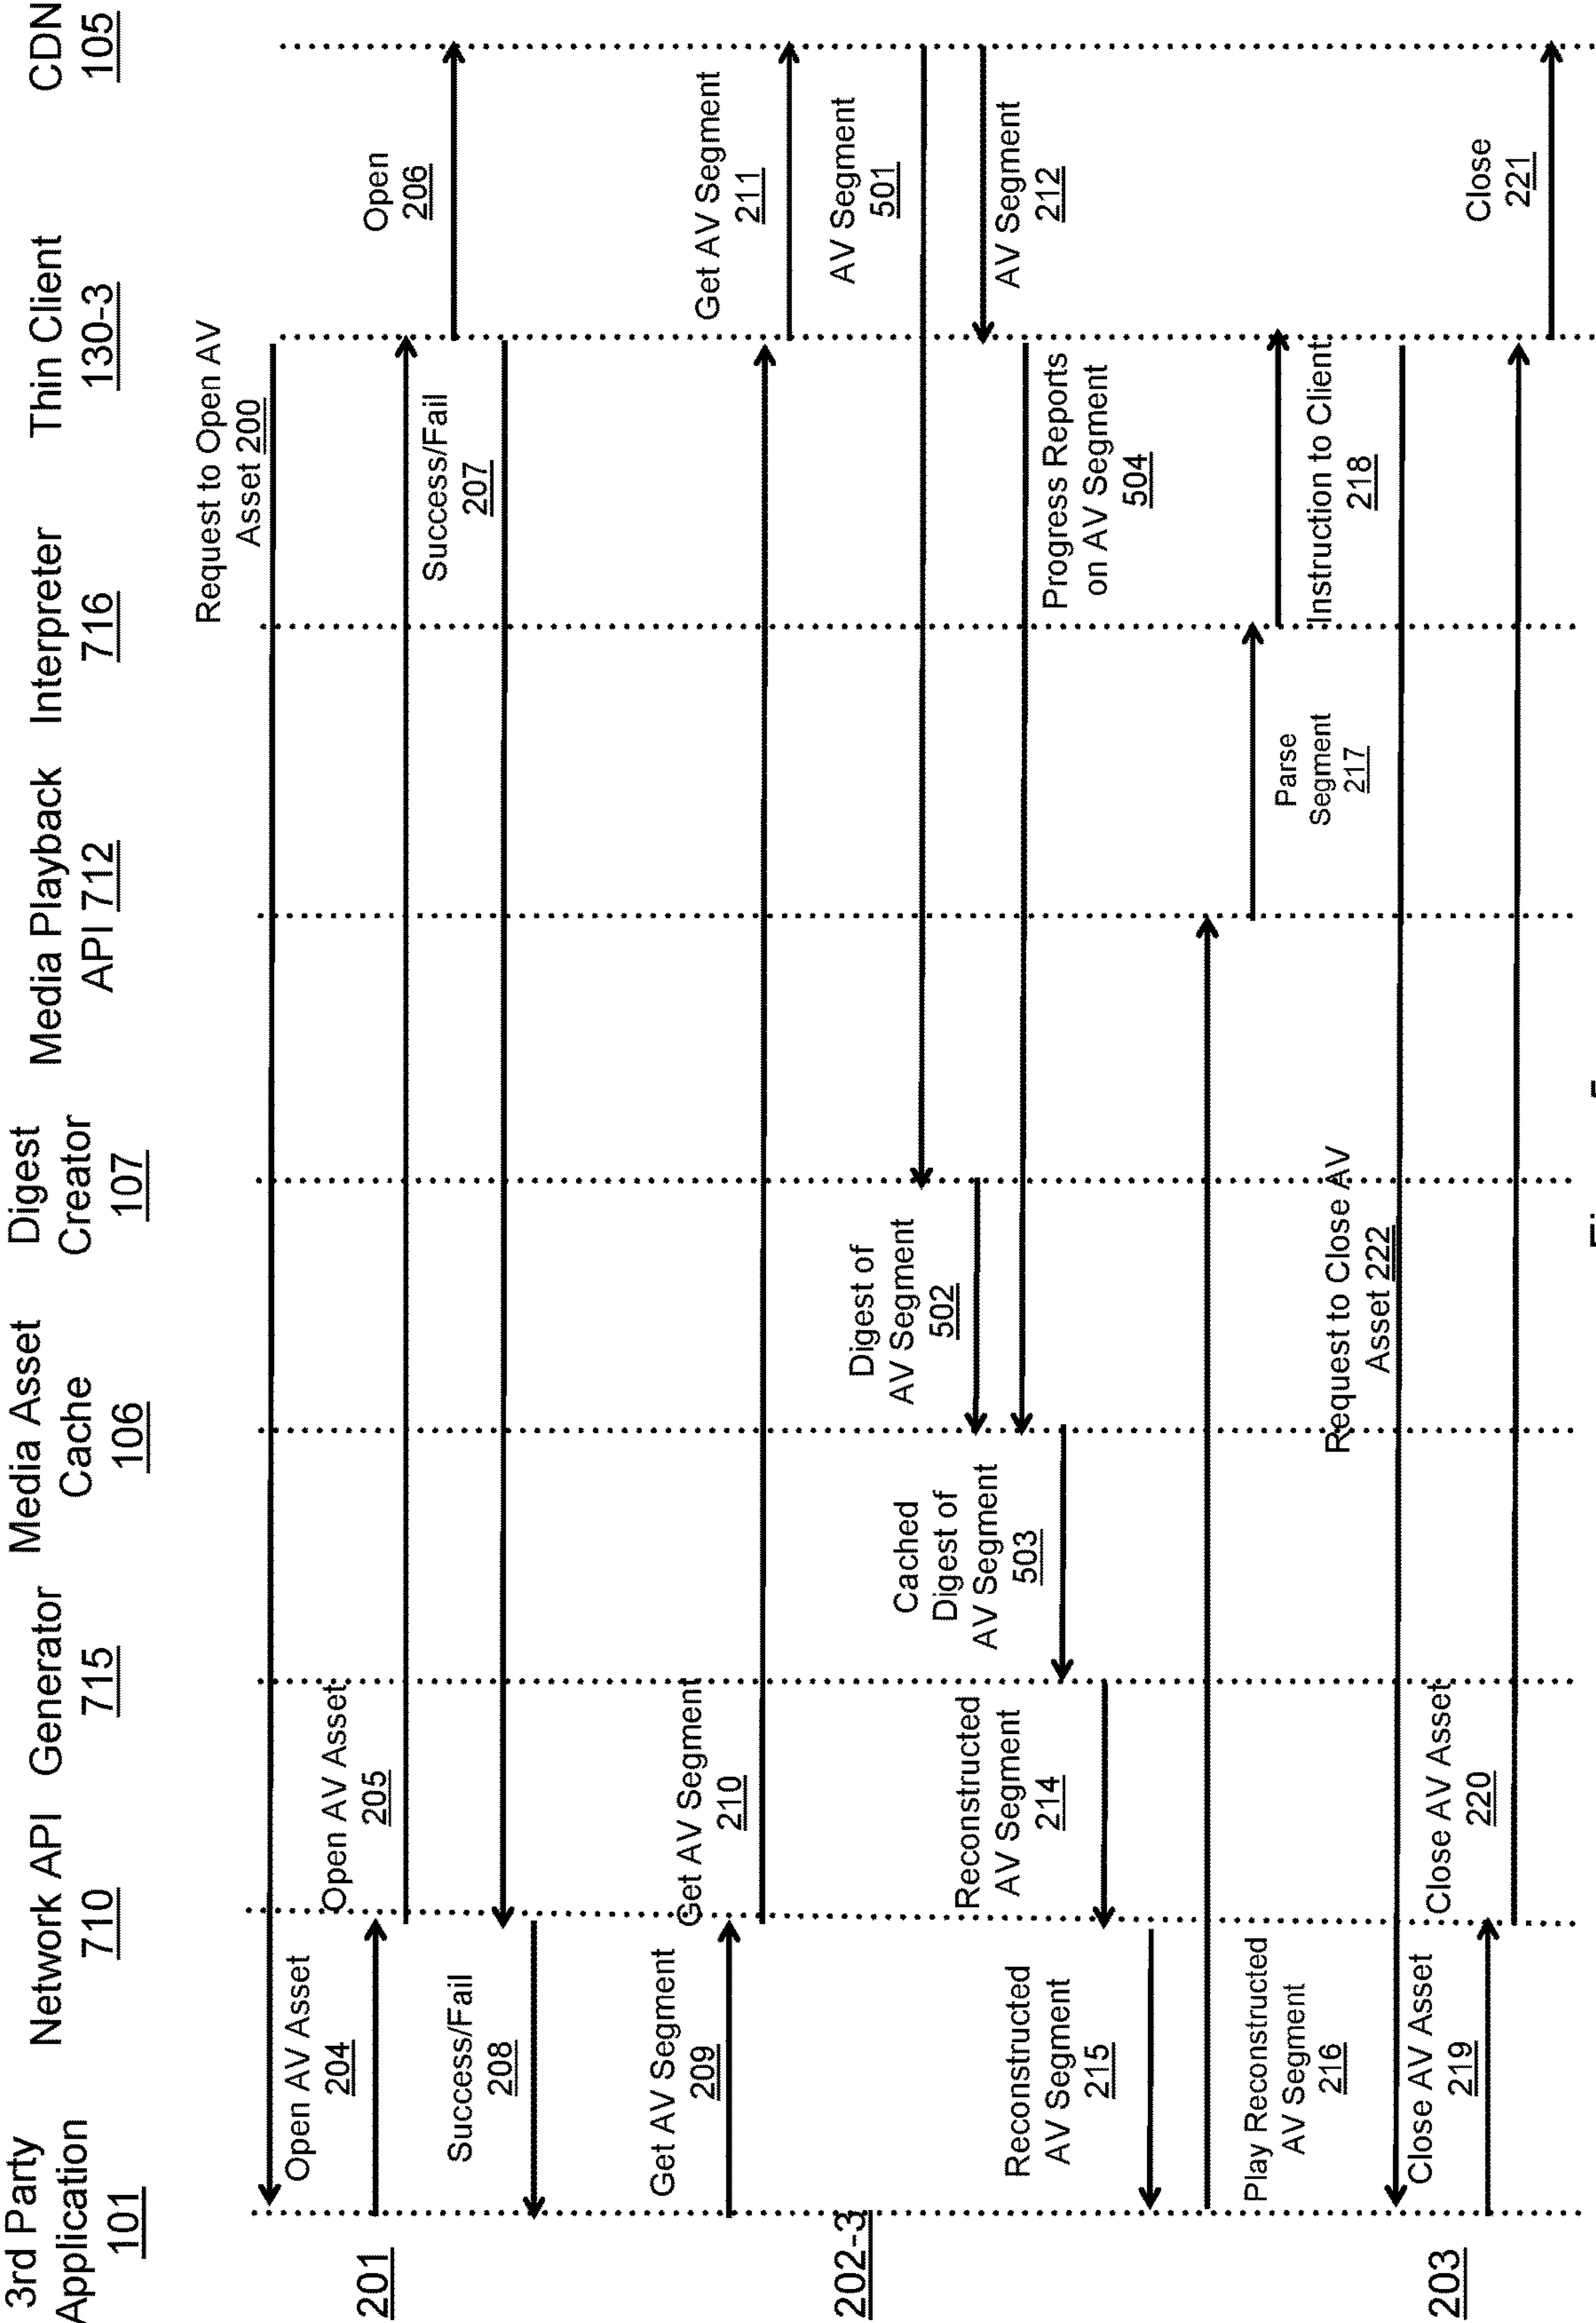 3rd Party
Application
101
Network API
710
Generator
715
Media Asset
Cache
106
Digest
Creator
107
Media Playback
API 712
Interpreter
716
Thin Client
130-3
CDN
105
201
Request to Open AV
Asset 200
Open AV Asset
204
Open AV Asset
205
Open
206
Success/Fail
207
Success/Fail
208
202-3
Get AV Segment
209
Get AV Segment
210
Get AV Segment
211
AV Segment
501
AV Segment
212
Digest of
AV Segment
502
Progress Reports
on AV Segment
504
Cached
Digest of
AV Segment
503
Reconstructed
AV Segment
214
Reconstructed
AV Segment
215
Play Reconstructed
AV Segment
216
Parse
Segment
217
Instruction to Client
218
203
Request to Close AV
Asset 222
Close AV Asset
219
Close AV Asset
220
Close
221